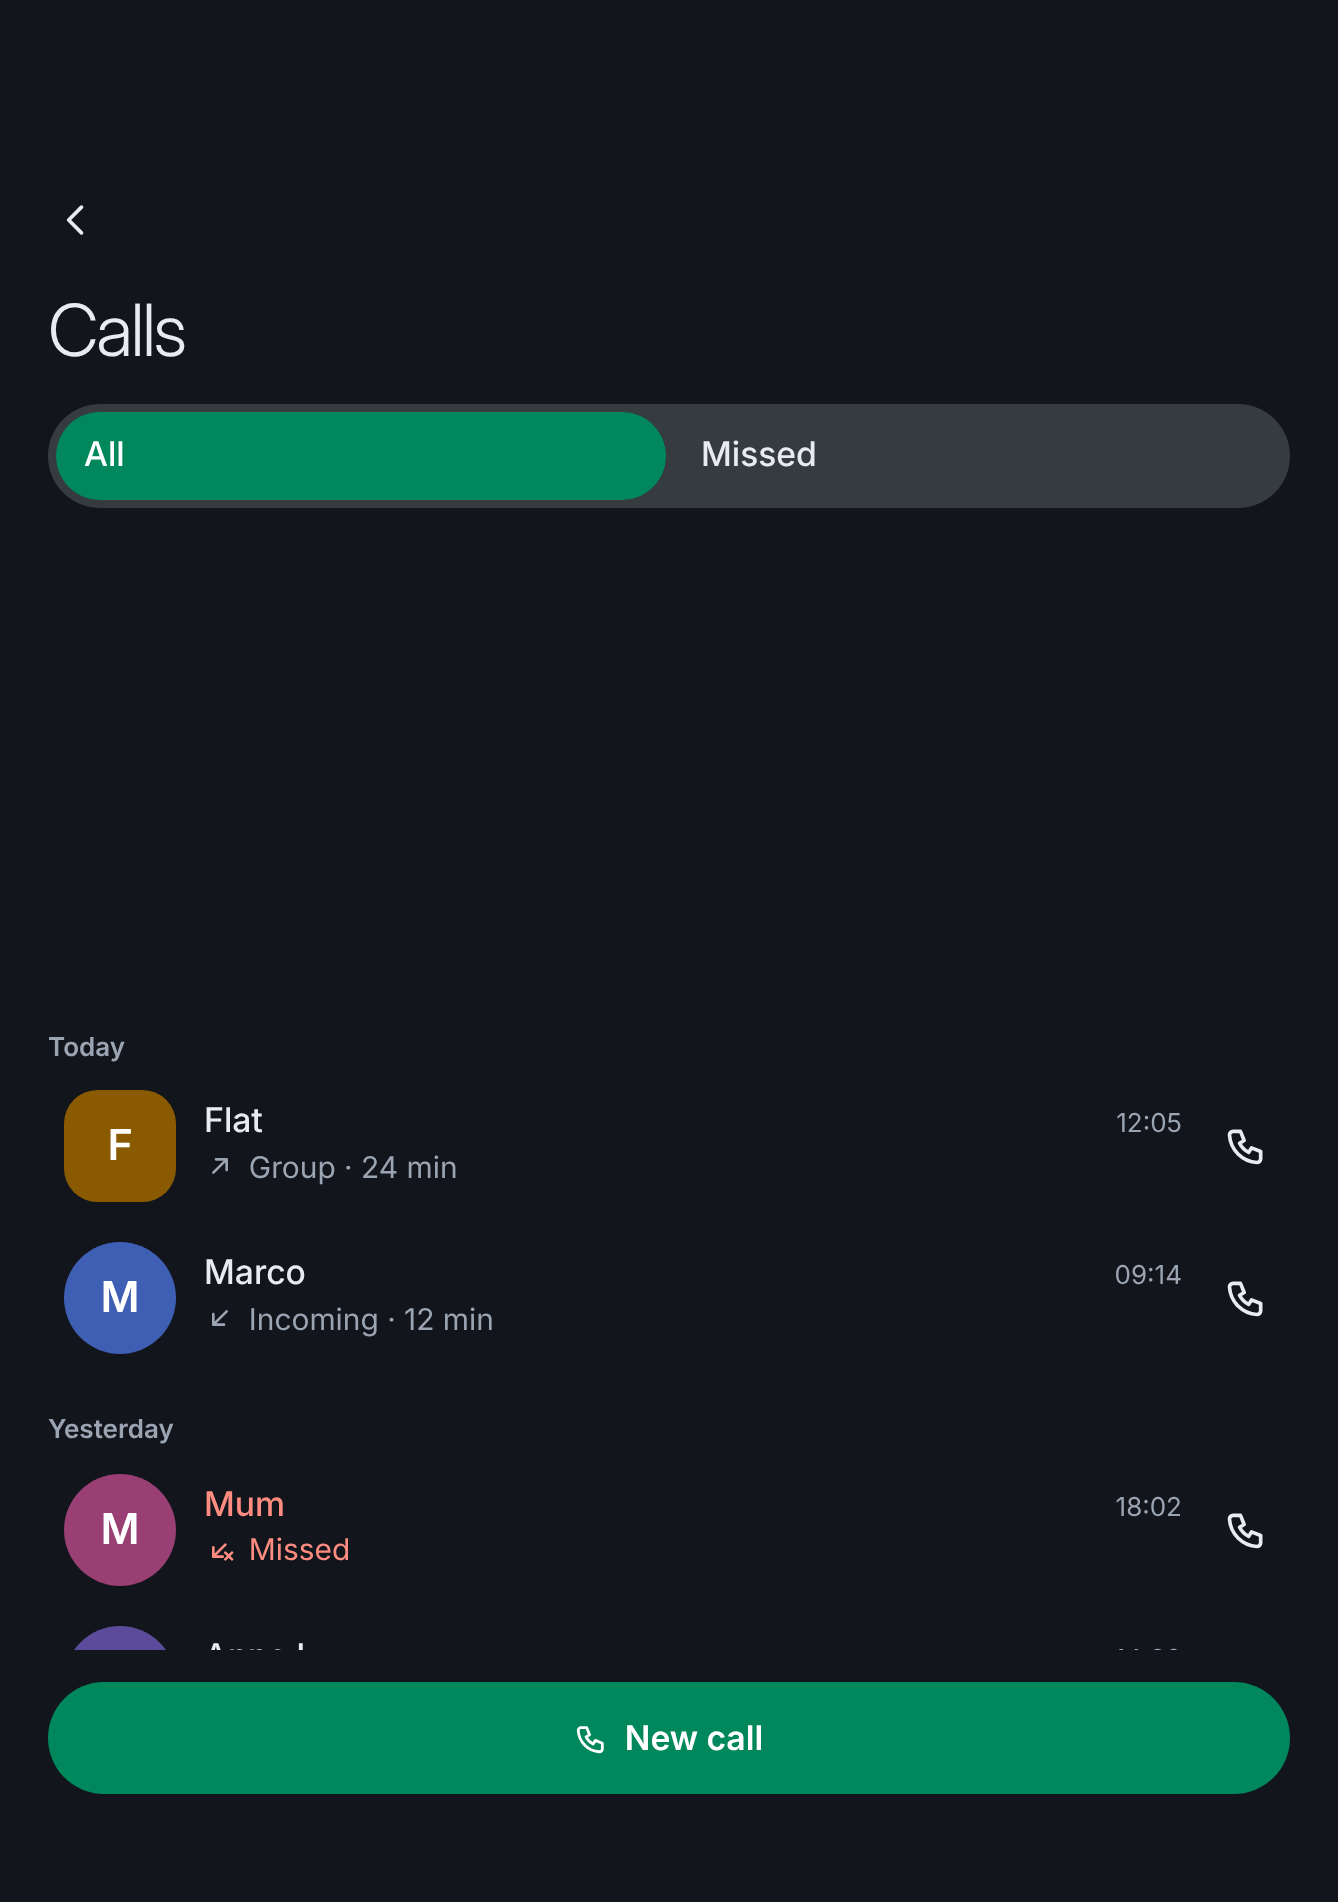 Calls
All
Missed
Today
F
Flat
12:05
Group · 24 min
M
Marco
09:14
Incoming · 12 min
Yesterday
M
Mum
18:02
Missed
New call